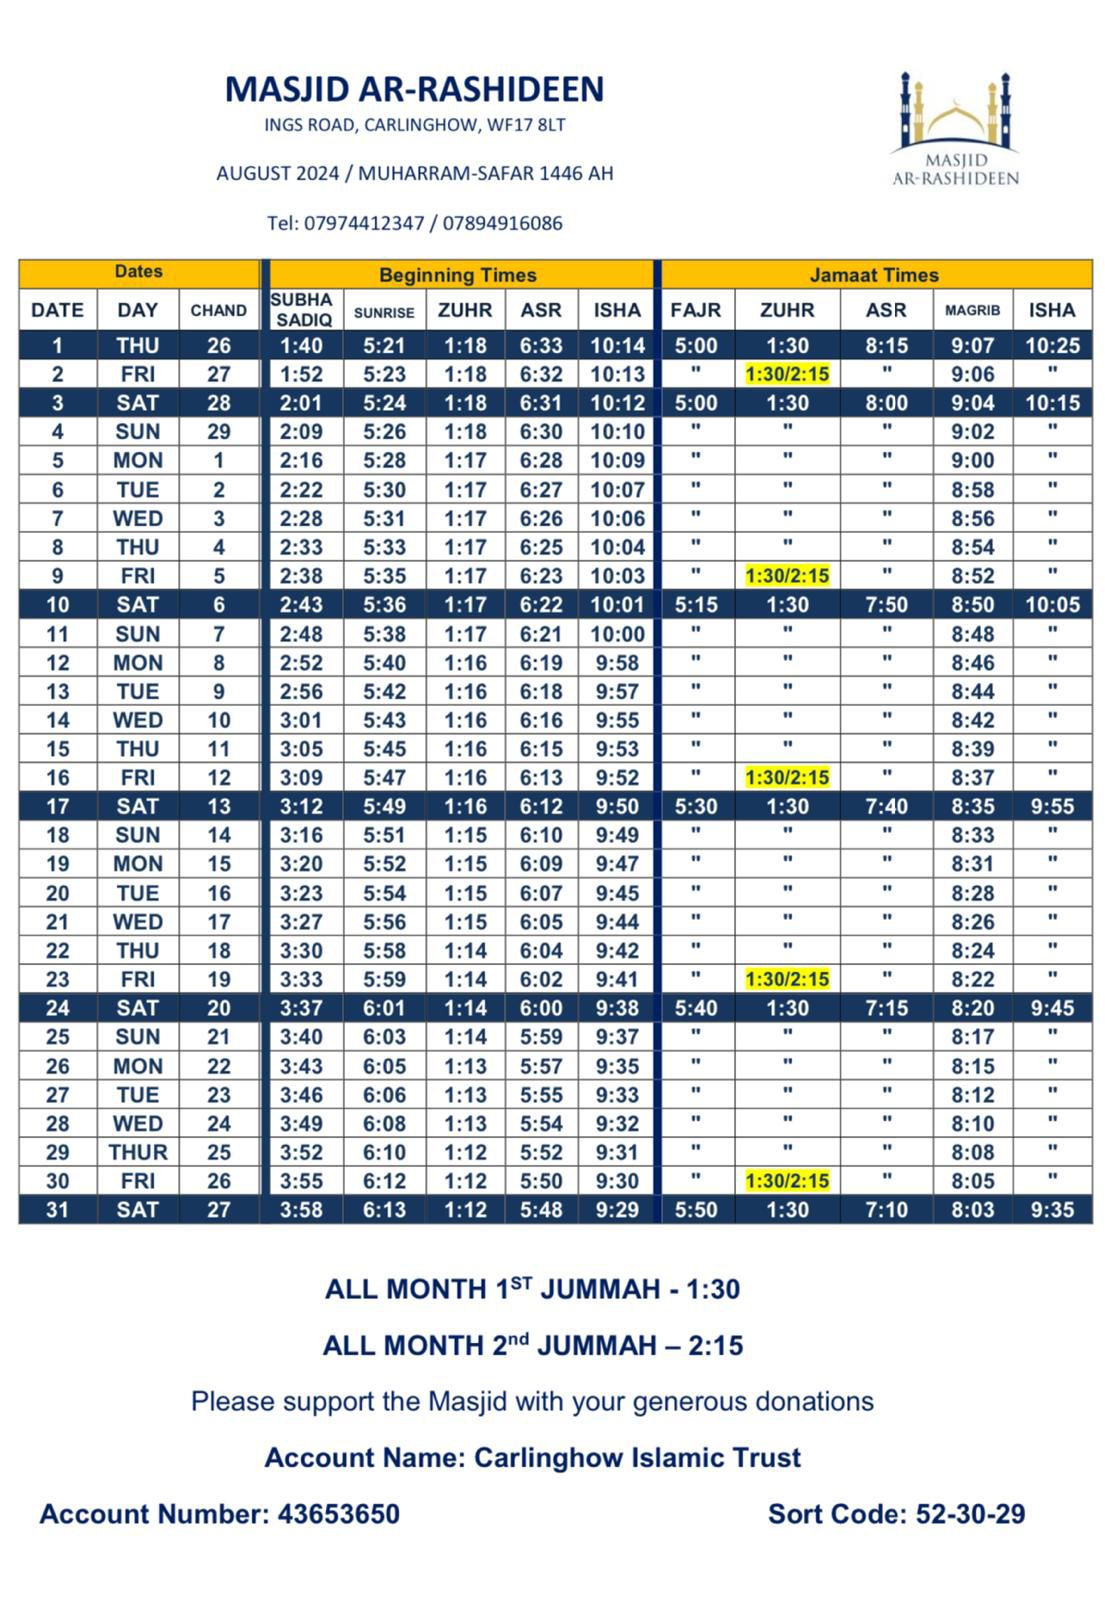 MASJID AR-RASHIDEEN
INGS ROAD, CARLINGHOW, WF17 8LT
AUGUST 2024 / MUHARRAM-SAFAR 1446 AH
Tel: 07974412347 / 07894916086
MASJID
AR-RASHIDEEN
Dates Beginning Times Jamaat Times
DATE DAY CHAND SUBHA SADIQ SUNRISE ZUHR ASR ISHA FAJR ZUHR ASR MAGRIB ISHA
1 THU 26 1:40 5:21 1:18 6:33 10:14 5:00 1:30 8:15 9:07 10:25
2 FRI 27 1:52 5:23 1:18 6:32 10:13 " 1:30/2:15 " 9:06 "
3 SAT 28 2:01 5:24 1:18 6:31 10:12 5:00 1:30 8:00 9:04 10:15
4 SUN 29 2:09 5:26 1:18 6:30 10:10 " " " 9:02 "
5 MON 1 2:16 5:28 1:17 6:28 10:09 " " " 9:00 "
6 TUE 2 2:22 5:30 1:17 6:27 10:07 " " " 8:58 "
7 WED 3 2:28 5:31 1:17 6:26 10:06 " " " 8:56 "
8 THU 4 2:33 5:33 1:17 6:25 10:04 " " " 8:54 "
9 FRI 5 2:38 5:35 1:17 6:23 10:03 " 1:30/2:15 " 8:52 "
10 SAT 6 2:43 5:36 1:17 6:22 10:01 5:15 1:30 7:50 8:50 10:05
11 SUN 7 2:48 5:38 1:17 6:21 10:00 " " " 8:48 "
12 MON 8 2:52 5:40 1:16 6:19 9:58 " " " 8:46 "
13 TUE 9 2:56 5:42 1:16 6:18 9:57 " " " 8:44 "
14 WED 10 3:01 5:43 1:16 6:16 9:55 " " " 8:42 "
15 THU 11 3:05 5:45 1:16 6:15 9:53 " " " 8:39 "
16 FRI 12 3:09 5:47 1:16 6:13 9:52 " 1:30/2:15 " 8:37 "
17 SAT 13 3:12 5:49 1:16 6:12 9:50 5:30 1:30 7:40 8:35 9:55
18 SUN 14 3:16 5:51 1:15 6:10 9:49 " " " 8:33 "
19 MON 15 3:20 5:52 1:15 6:09 9:47 " " " 8:31 "
20 TUE 16 3:23 5:54 1:15 6:07 9:45 " " " 8:28 "
21 WED 17 3:27 5:56 1:15 6:05 9:44 " " " 8:26 "
22 THU 18 3:30 5:58 1:14 6:04 9:42 " " " 8:24 "
23 FRI 19 3:33 5:59 1:14 6:02 9:41 " 1:30/2:15 " 8:22 "
24 SAT 20 3:37 6:01 1:14 6:00 9:38 5:40 1:30 7:15 8:20 9:45
25 SUN 21 3:40 6:03 1:14 5:59 9:37 " " " 8:17 "
26 MON 22 3:43 6:05 1:13 5:57 9:35 " " " 8:15 "
27 TUE 23 3:46 6:06 1:13 5:55 9:33 " " " 8:12 "
28 WED 24 3:49 6:08 1:13 5:54 9:32 " " " 8:10 "
29 THUR 25 3:52 6:10 1:12 5:52 9:31 " " " 8:08 "
30 FRI 26 3:55 6:12 1:12 5:50 9:30 " 1:30/2:15 " 8:05 "
31 SAT 27 3:58 6:13 1:12 5:48 9:29 5:50 1:30 7:10 8:03 9:35
ALL MONTH 1ST JUMMAH - 1:30
ALL MONTH 2nd JUMMAH – 2:15
Please support the Masjid with your generous donations
Account Name: Carlinghow Islamic Trust
Account Number: 43653650 Sort Code: 52-30-29